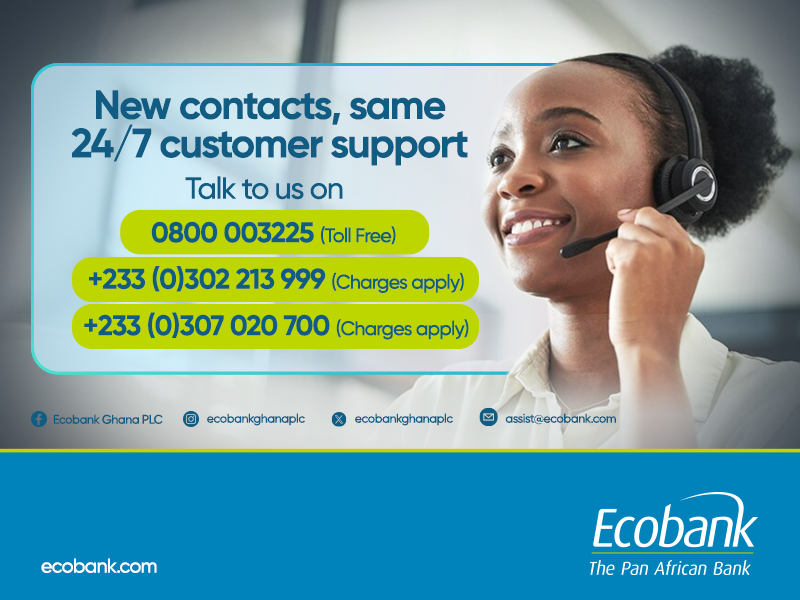 New contacts, same
24/7 customer support
Talk to us on
0800 003225 (Toll Free)
+233 (0)302 213 999 (Charges apply)
+233 (0)307 020 700 (Charges apply)
Ecobank Ghana PLC
ecobankghanaplc
ecobankghanaplc
assist@ecobank.com
Ecobank
The Pan African Bank
ecobank.com